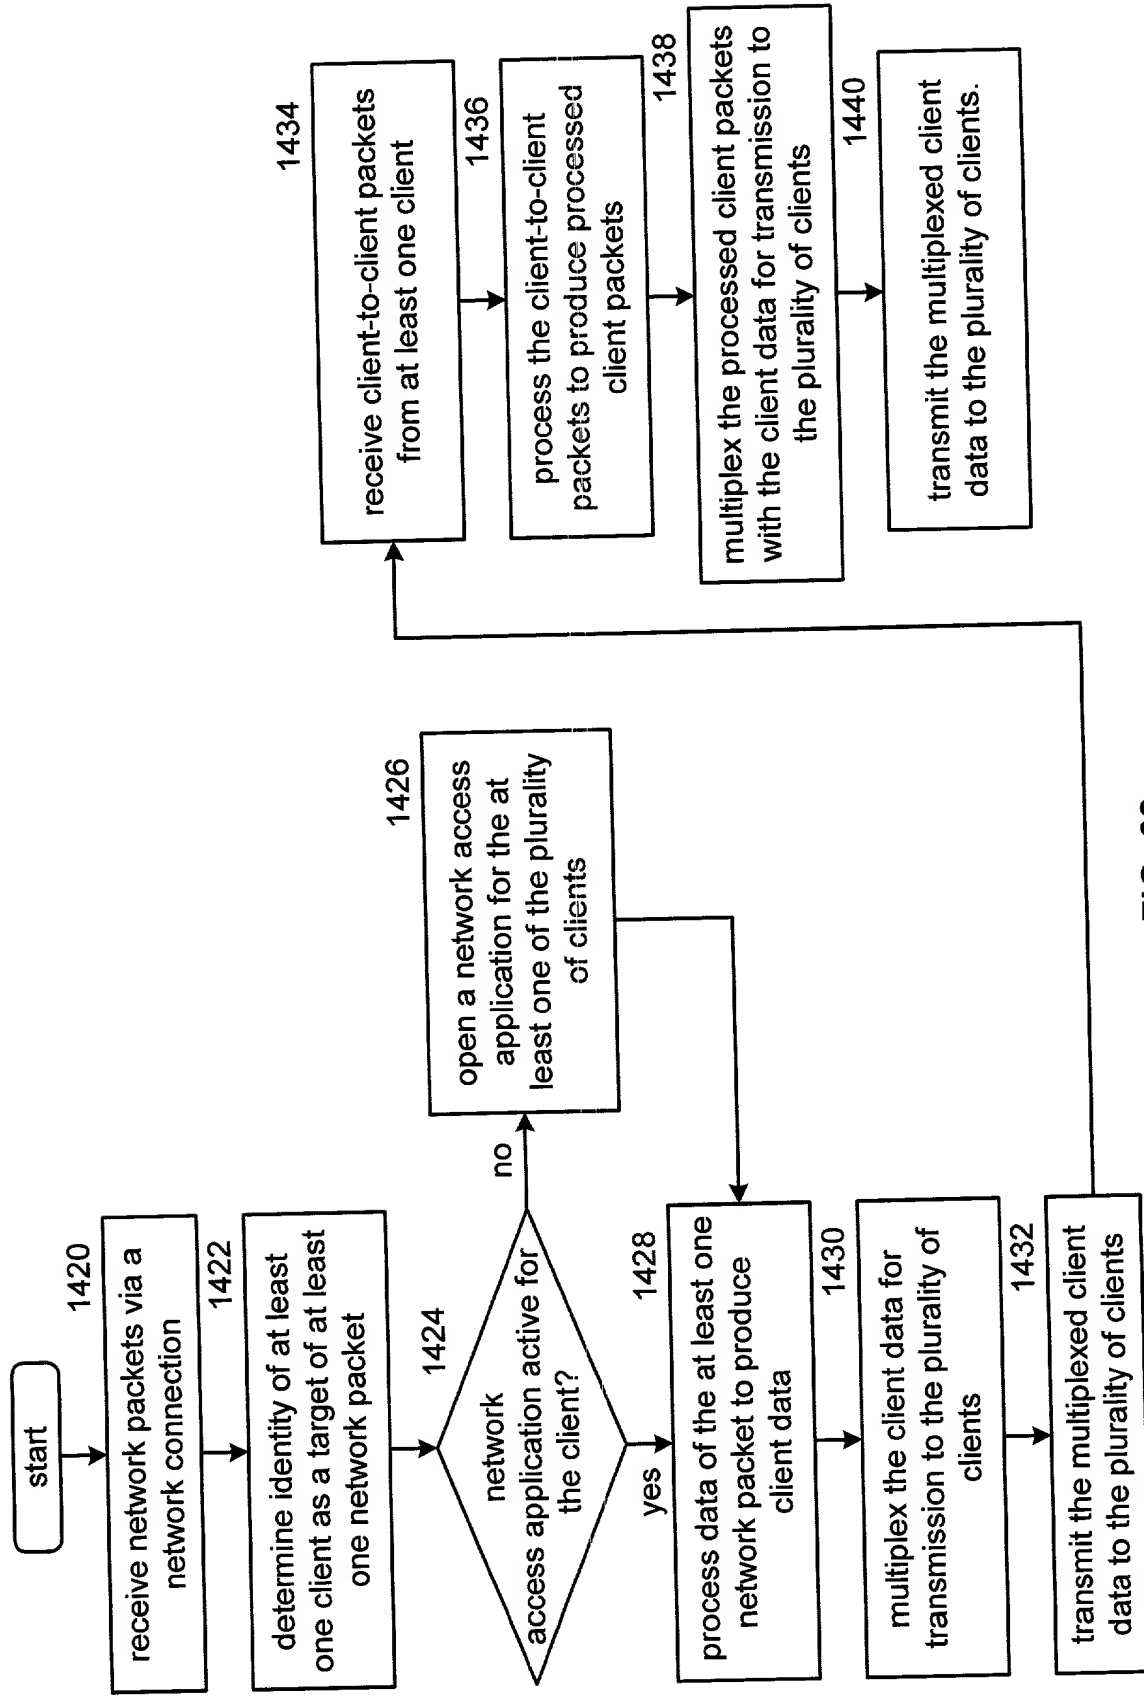 start
1420
receive network packets via a
network connection
1422
determine identity of at least
one client as a target of at least
one network packet
1424
network
access application active for
the client?
no
yes
1426
open a network access
application for the at
least one of the plurality
of clients
1428
process data of the at least one
network packet to produce
client data
1430
multiplex the client data for
transmission to the plurality of
clients
1432
transmit the multiplexed client
data to the plurality of clients
1434
receive client-to-client packets
from at least one client
1436
process the client-to-client
packets to produce processed
client packets
1438
multiplex the processed client packets
with the client data for transmission to
the plurality of clients
1440
transmit the multiplexed client
data to the plurality of clients.